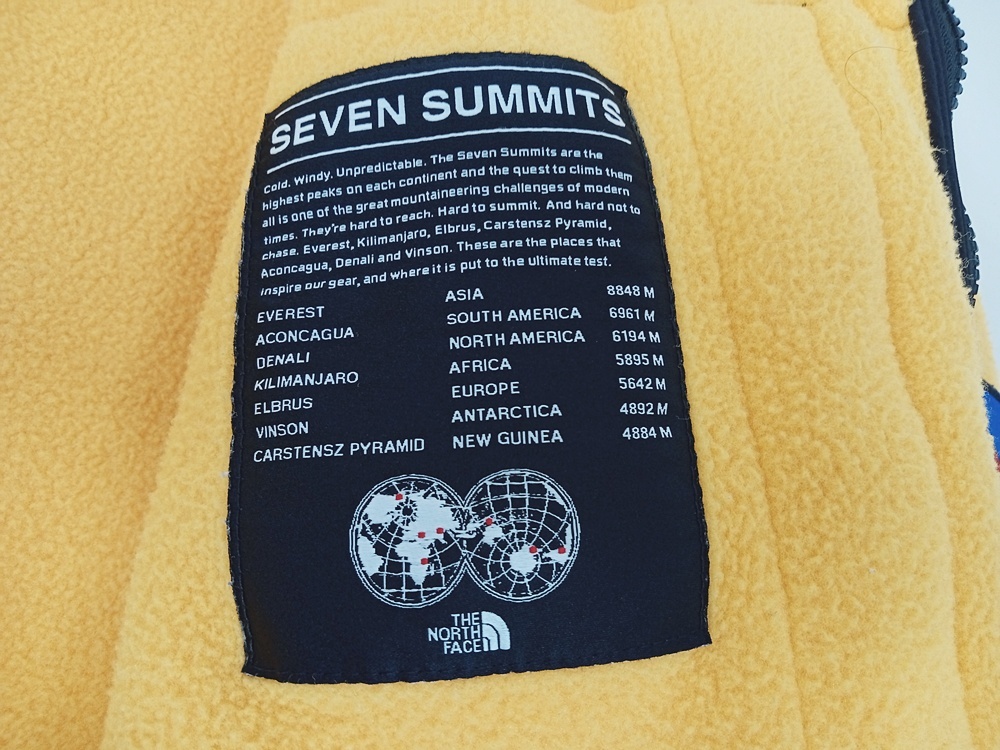 SEVEN SUMMITS
Cold. Windy. Unpredictable. The Seven Summits are the
highest peaks on each continent and the quest to climb them
all is one of the great mountaineering challenges of modern
times. They're hard to reach. Hard to summit. And hard not to
chase. Everest, Kilimanjaro, Elbrus, Carstensz Pyramid,
Aconcagua, Denali and Vinson. These are the places that
inspire our gear, and where it is put to the ultimate test.
EVEREST ASIA 8848 M
ACONCAGUA SOUTH AMERICA 6961 M
DENALI NORTH AMERICA 6194 M
KILIMANJARO AFRICA 5895 M
ELBRUS EUROPE 5642 M
VINSON ANTARCTICA 4892 M
CARSTENSZ PYRAMID NEW GUINEA 4884 M
THE
NORTH
FACE